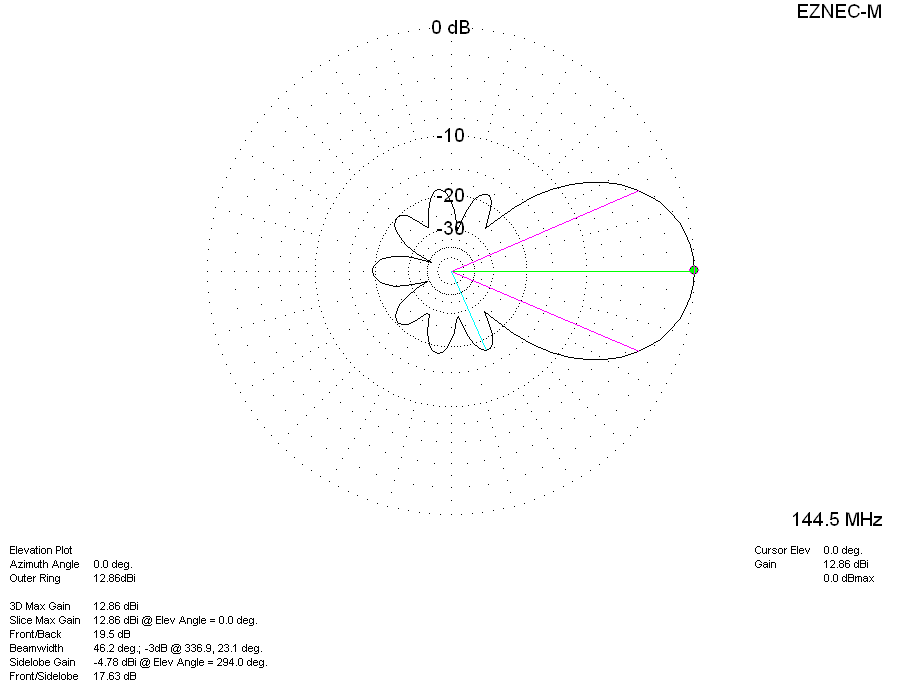 EZNEC-M
0 dB
-10
-20
-30
144.5 MHz
Elevation Plot
Azimuth Angle 0.0 deg.
Outer Ring 12.86dBi
3D Max Gain 12.86 dBi
Slice Max Gain 12.86 dBi @ Elev Angle = 0.0 deg.
Front/Back 19.5 dB
Beamwidth 46.2 deg.; -3dB @ 336.9, 23.1 deg.
Sidelobe Gain -4.78 dBi @ Elev Angle = 294.0 deg.
Front/Sidelobe 17.63 dB
Cursor Elev 0.0 deg.
Gain 12.86 dBi
0.0 dBmax